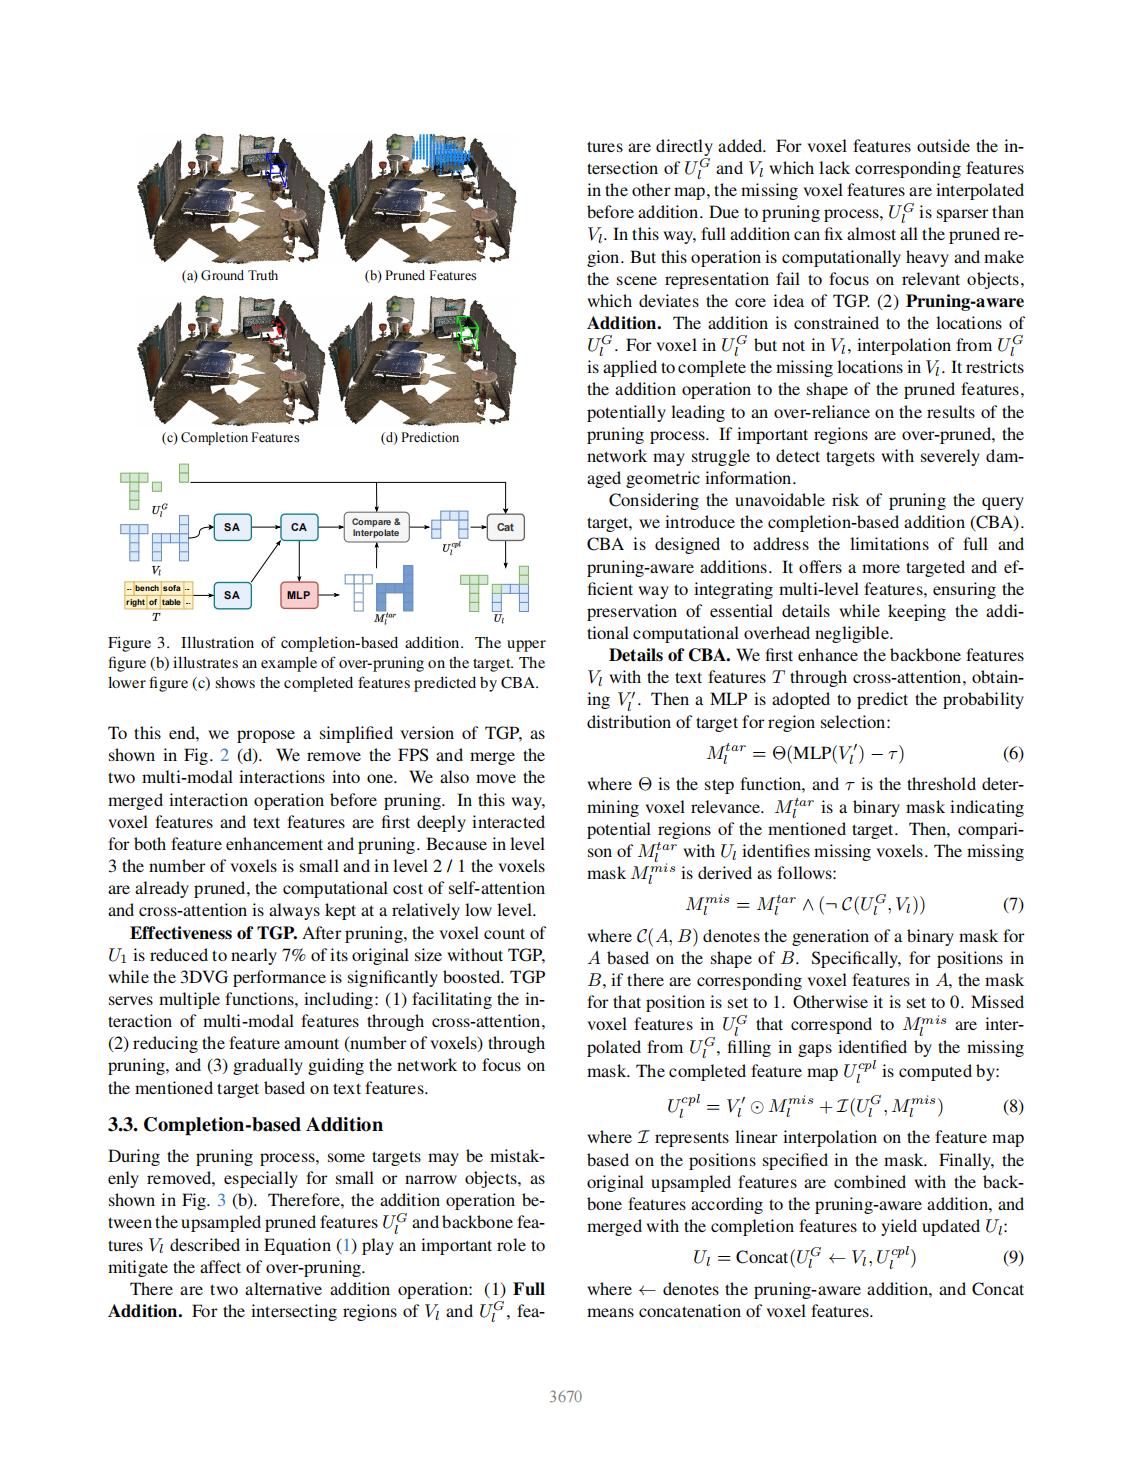 (a) Ground Truth
(b) Pruned Features
(c) Completion Features
(d) Prediction
U_l^G
V_l
-- bench sofa --
right of table --
T
SA
SA
CA
MLP
Compare &
Interpolate
M_l^{tar}
U_l^{cpl}
Cat
U_l
Figure 3. Illustration of completion-based addition. The upper
figure (b) illustrates an example of over-pruning on the target. The
lower figure (c) shows the completed features predicted by CBA.
To this end, we propose a simplified version of TGP, as
shown in Fig. 2 (d). We remove the FPS and merge the
two multi-modal interactions into one. We also move the
merged interaction operation before pruning. In this way,
voxel features and text features are first deeply interacted
for both feature enhancement and pruning. Because in level
3 the number of voxels is small and in level 2 / 1 the voxels
are already pruned, the computational cost of self-attention
and cross-attention is always kept at a relatively low level.
Effectiveness of TGP. After pruning, the voxel count of
U_1 is reduced to nearly 7% of its original size without TGP,
while the 3DVG performance is significantly boosted. TGP
serves multiple functions, including: (1) facilitating the in-
teraction of multi-modal features through cross-attention,
(2) reducing the feature amount (number of voxels) through
pruning, and (3) gradually guiding the network to focus on
the mentioned target based on text features.
3.3. Completion-based Addition
During the pruning process, some targets may be mistak-
enly removed, especially for small or narrow objects, as
shown in Fig. 3 (b). Therefore, the addition operation be-
tween the upsampled pruned features U_l^G and backbone fea-
tures V_l described in Equation (1) play an important role to
mitigate the affect of over-pruning.
There are two alternative addition operation: (1) Full
Addition. For the intersecting regions of V_l and U_l^G, fea-
tures are directly added. For voxel features outside the in-
tersection of U_l^G and V_l which lack corresponding features
in the other map, the missing voxel features are interpolated
before addition. Due to pruning process, U_l^G is sparser than
V_l. In this way, full addition can fix almost all the pruned re-
gion. But this operation is computationally heavy and make
the scene representation fail to focus on relevant objects,
which deviates the core idea of TGP. (2) Pruning-aware
Addition. The addition is constrained to the locations of
U_l^G. For voxel in U_l^G but not in V_l, interpolation from U_l^G
is applied to complete the missing locations in V_l. It restricts
the addition operation to the shape of the pruned features,
potentially leading to an over-reliance on the results of the
pruning process. If important regions are over-pruned, the
network may struggle to detect targets with severely dam-
aged geometric information.
Considering the unavoidable risk of pruning the query
target, we introduce the completion-based addition (CBA).
CBA is designed to address the limitations of full and
pruning-aware additions. It offers a more targeted and ef-
ficient way to integrating multi-level features, ensuring the
preservation of essential details while keeping the addi-
tional computational overhead negligible.
Details of CBA. We first enhance the backbone features
V_l with the text features T through cross-attention, obtain-
ing V_l'. Then a MLP is adopted to predict the probability
distribution of target for region selection:
M_l^{tar} = Θ(MLP(V_l') − τ) (6)
where Θ is the step function, and τ is the threshold deter-
mining voxel relevance. M_l^{tar} is a binary mask indicating
potential regions of the mentioned target. Then, compari-
son of M_l^{tar} with U_l identifies missing voxels. The missing
mask M_l^{mis} is derived as follows:
M_l^{mis} = M_l^{tar} ∧ (¬ C(U_l^G, V_l)) (7)
where C(A, B) denotes the generation of a binary mask for
A based on the shape of B. Specifically, for positions in
B, if there are corresponding voxel features in A, the mask
for that position is set to 1. Otherwise it is set to 0. Missed
voxel features in U_l^G that correspond to M_l^{mis} are inter-
polated from U_l^G, filling in gaps identified by the missing
mask. The completed feature map U_l^{cpl} is computed by:
U_l^{cpl} = V_l' ⊙ M_l^{mis} + I(U_l^G, M_l^{mis}) (8)
where I represents linear interpolation on the feature map
based on the positions specified in the mask. Finally, the
original upsampled features are combined with the back-
bone features according to the pruning-aware addition, and
merged with the completion features to yield updated U_l:
U_l = Concat(U_l^G ← V_l, U_l^{cpl}) (9)
where ← denotes the pruning-aware addition, and Concat
means concatenation of voxel features.
3670